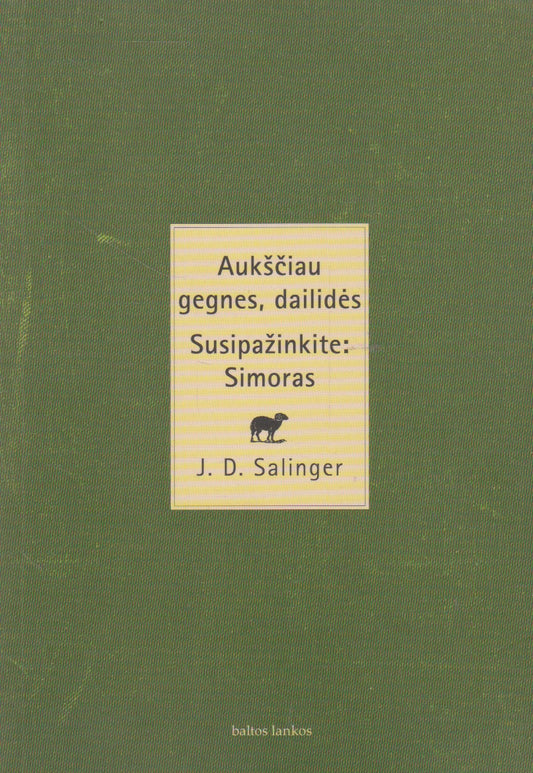 Aukščiau
gegnes, dailidės
Susipažinkite:
Simoras
J. D. Salinger
baltos lankos